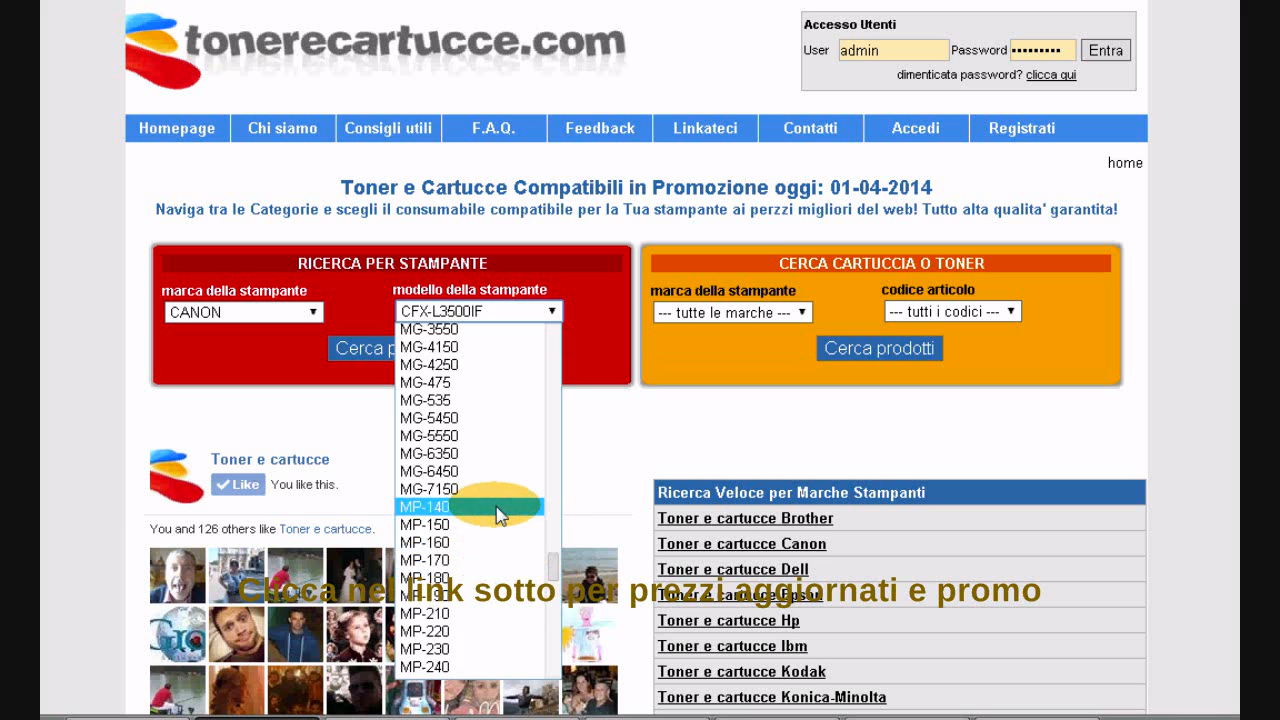 tonerecartucce.com
Accesso Utenti
User admin Password ••••••••• Entra
dimenticata password? clicca qui
Homepage Chi siamo Consigli utili F.A.Q. Feedback Linkateci Contatti Accedi Registrati
home
Toner e Cartucce Compatibili in Promozione oggi: 01-04-2014
Naviga tra le Categorie e scegli il consumabile compatibile per la Tua stampante ai perzzi migliori del web! Tutto alta qualita' garantita!
RICERCA PER STAMPANTE
marca della stampante modello della stampante
CANON CFX-L3500IF
Cerca p
MG-3550
MG-4150
MG-4250
MG-475
MG-535
MG-5450
MG-5550
MG-6350
MG-6450
MG-7150
MP-140
MP-150
MP-160
MP-170
MP-180
MP-210
MP-220
MP-230
MP-240
CERCA CARTUCCIA O TONER
marca della stampante codice articolo
--- tutte le marche --- --- tutti i codici ---
Cerca prodotti
Toner e cartucce
Like You like this.
You and 126 others like Toner e cartucce.
Clicca nel link sotto per prezzi aggiornati e promo
Ricerca Veloce per Marche Stampanti
Toner e cartucce Brother
Toner e cartucce Canon
Toner e cartucce Dell
Toner e cartucce Epson
Toner e cartucce Hp
Toner e cartucce Ibm
Toner e cartucce Kodak
Toner e cartucce Konica-Minolta